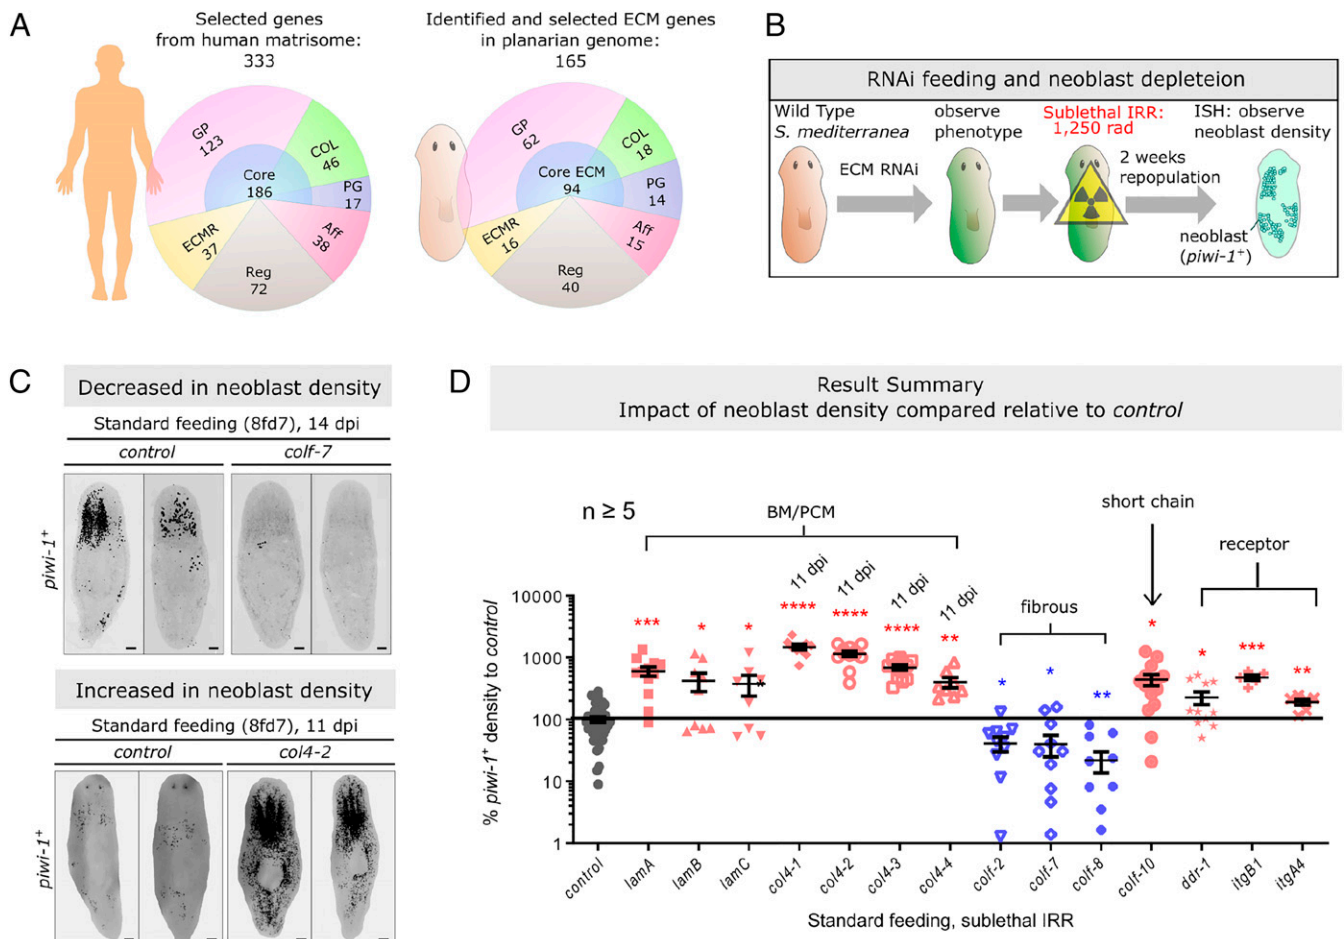 A
Selected genes
from human matrisome:
333
GP
123
COL
46
Core
186
PG
17
ECMR
37
Aff
38
Reg
72
Identified and selected ECM genes
in planarian genome:
165
GP
62
COL
18
Core ECM
94
PG
14
ECMR
16
Aff
15
Reg
40
B
RNAi feeding and neoblast depleteion
Wild Type
S. mediterranea
ECM RNAi
observe
phenotype
Sublethal IRR:
1,250 rad
2 weeks
repopulation
ISH: observe
neoblast density
neoblast
(piwi-1+)
C
Decreased in neoblast density
Standard feeding (8fd7), 14 dpi
control colf-7
piwi-1+
Increased in neoblast density
Standard feeding (8fd7), 11 dpi
control col4-2
piwi-1+
D
Result Summary
Impact of neoblast density compared relative to control
n ≥ 5
BM/PCM
short chain
receptor
fibrous
11 dpi 11 dpi 11 dpi 11 dpi
*** * * **** **** **** ** * * ** * * *** **
% piwi-1+ density to control
10000
1000
100
10
1
control lamA lamB lamC col4-1 col4-2 col4-3 col4-4 colf-2 colf-7 colf-8 colf-10 ddr-1 itgB1 itgA4
Standard feeding, sublethal IRR